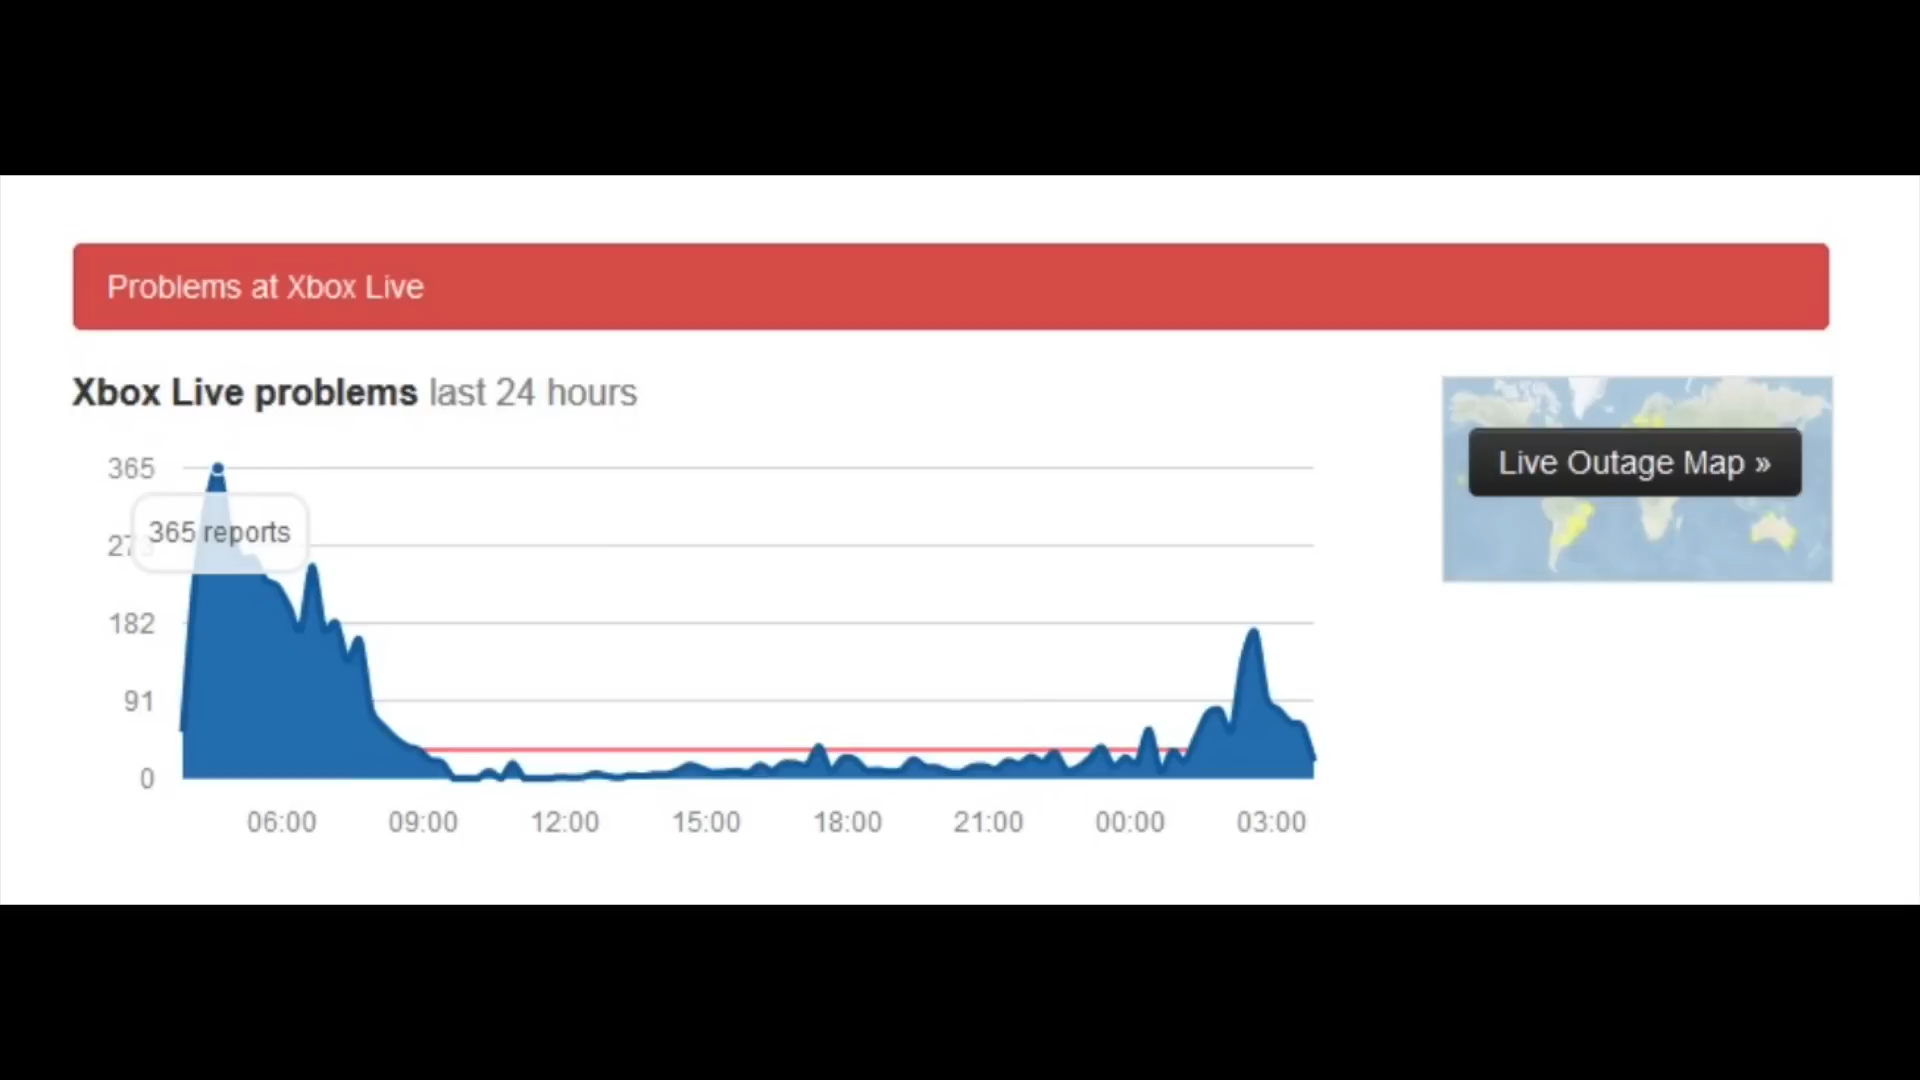 Problems at Xbox Live
Xbox Live problems last 24 hours
Live Outage Map »
365
365 reports
182
91
0
06:00 09:00 12:00 15:00 18:00 21:00 00:00 03:00